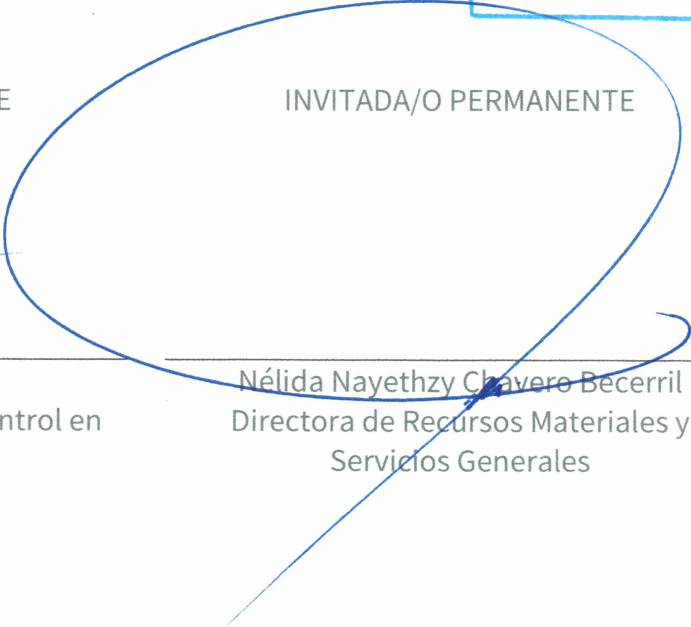 E
INVITADA/O PERMANENTE
Nélida Nayethzy Chavero Becerril
ntrol en
Directora de Recursos Materiales y
Servicios Generales